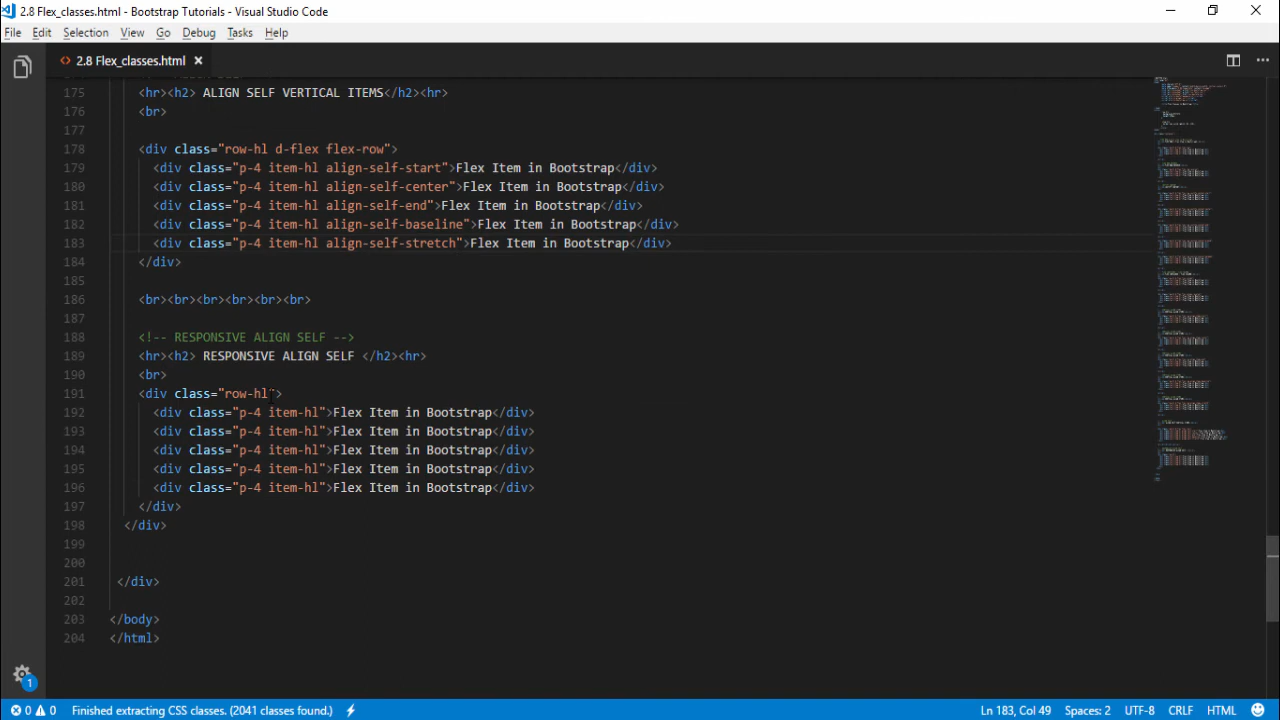 2.8 Flex_classes.html - Bootstrap Tutorials - Visual Studio Code
File Edit Selection View Go Debug Tasks Help
2.8 Flex_classes.html
175 <hr><h2> ALIGN SELF VERTICAL ITEMS</h2><hr>
176 <br>
177
178 <div class="row-hl d-flex flex-row">
179 <div class="p-4 item-hl align-self-start">Flex Item in Bootstrap</div>
180 <div class="p-4 item-hl align-self-center">Flex Item in Bootstrap</div>
181 <div class="p-4 item-hl align-self-end">Flex Item in Bootstrap</div>
182 <div class="p-4 item-hl align-self-baseline">Flex Item in Bootstrap</div>
183 <div class="p-4 item-hl align-self-stretch">Flex Item in Bootstrap</div>
184 </div>
185
186 <br><br><br><br><br><br>
187
188 <!-- RESPONSIVE ALIGN SELF -->
189 <hr><h2> RESPONSIVE ALIGN SELF </h2><hr>
190 <br>
191 <div class="row-hl">
192 <div class="p-4 item-hl">Flex Item in Bootstrap</div>
193 <div class="p-4 item-hl">Flex Item in Bootstrap</div>
194 <div class="p-4 item-hl">Flex Item in Bootstrap</div>
195 <div class="p-4 item-hl">Flex Item in Bootstrap</div>
196 <div class="p-4 item-hl">Flex Item in Bootstrap</div>
197 </div>
198 </div>
199
200
201 </div>
202
203 </body>
204 </html>
1
0 0 Finished extracting CSS classes. (2041 classes found.) Ln 183, Col 49 Spaces: 2 UTF-8 CRLF HTML